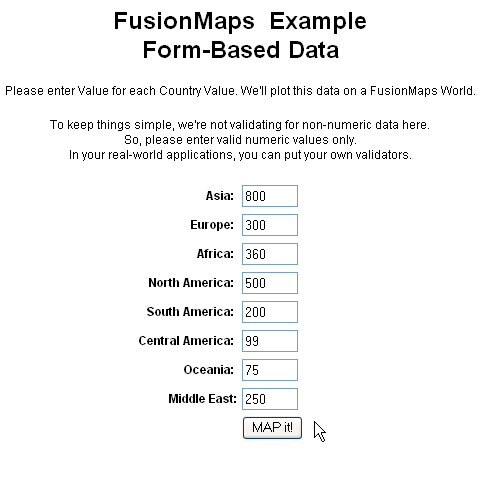 FusionMaps Example
Form-Based Data
Please enter Value for each Country Value. We'll plot this data on a FusionMaps World.
To keep things simple, we're not validating for non-numeric data here.
So, please enter valid numeric values only.
In your real-world applications, you can put your own validators.
Asia: 800
Europe: 300
Africa: 360
North America: 500
South America: 200
Central America: 99
Oceania: 75
Middle East: 250
MAP it!